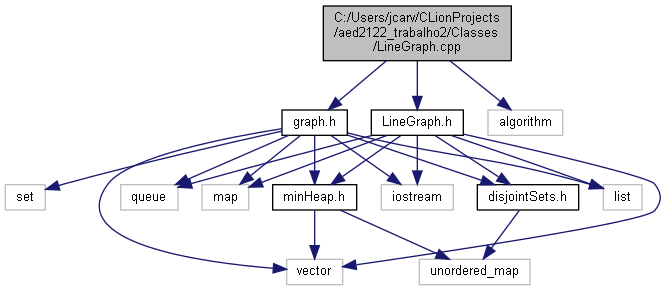 C:/Users/jcarv/CLionProjects
/aed2122_trabalho2/Classes
/LineGraph.cpp
graph.h
LineGraph.h
algorithm
set
queue
map
minHeap.h
iostream
disjointSets.h
list
vector
unordered_map